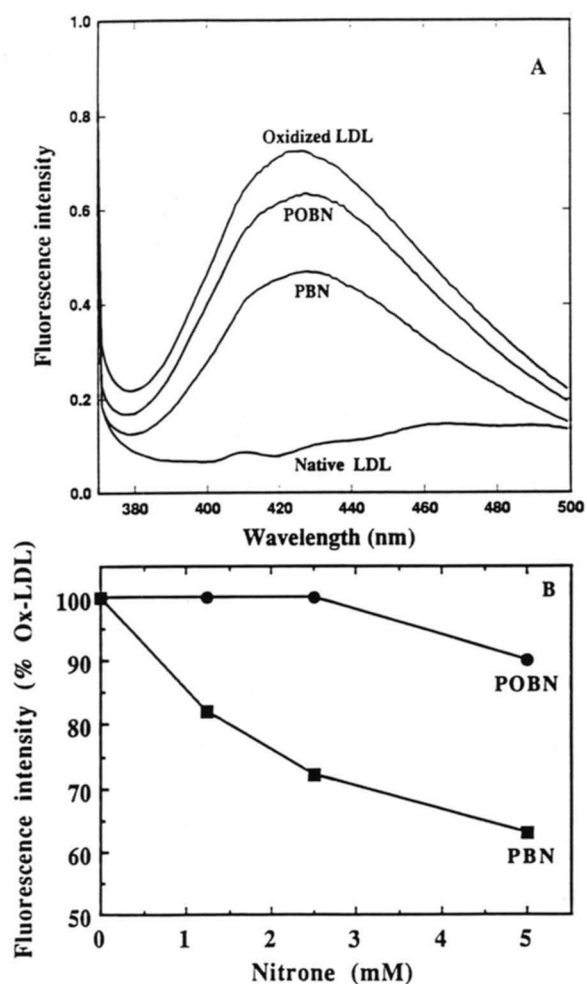 A
1.0
0.8
0.6
0.4
0.2
0.0
Fluorescence intensity
Oxidized LDL
POBN
PBN
Native LDL
380 400 420 440 460 480 500
Wavelength (nm)
B
100
90
80
70
60
50
Fluorescence intensity (% Ox-LDL)
POBN
PBN
0 1 2 3 4 5
Nitrone (mM)